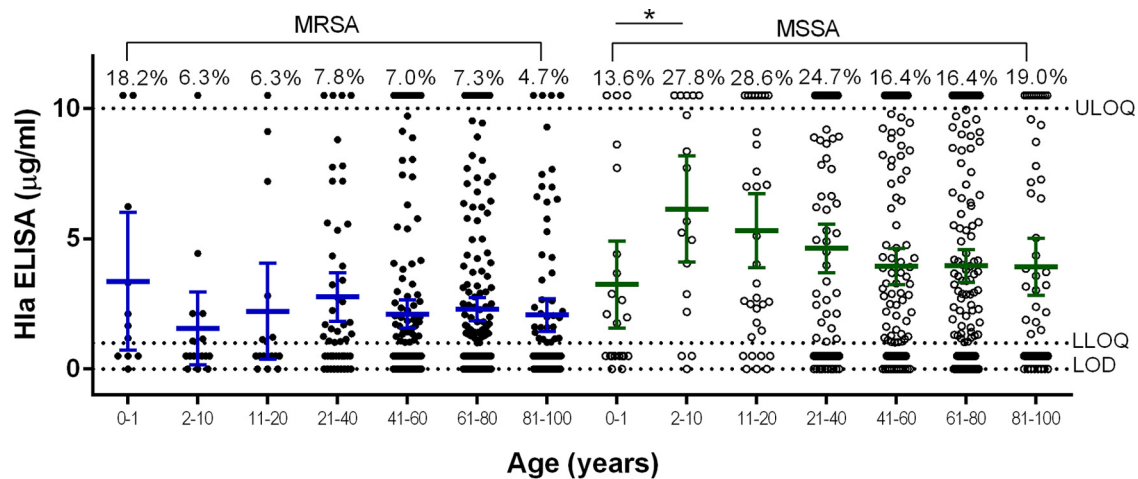 *
MRSA
MSSA
18.2% 6.3% 6.3% 7.8% 7.0% 7.3% 4.7% 13.6% 27.8% 28.6% 24.7% 16.4% 16.4% 19.0%
10
ULOQ
Hla ELISA (μg/ml)
5
LLOQ
0
LOD
0-1 2-10 11-20 21-40 41-60 61-80 81-100 0-1 2-10 11-20 21-40 41-60 61-80 81-100
Age (years)